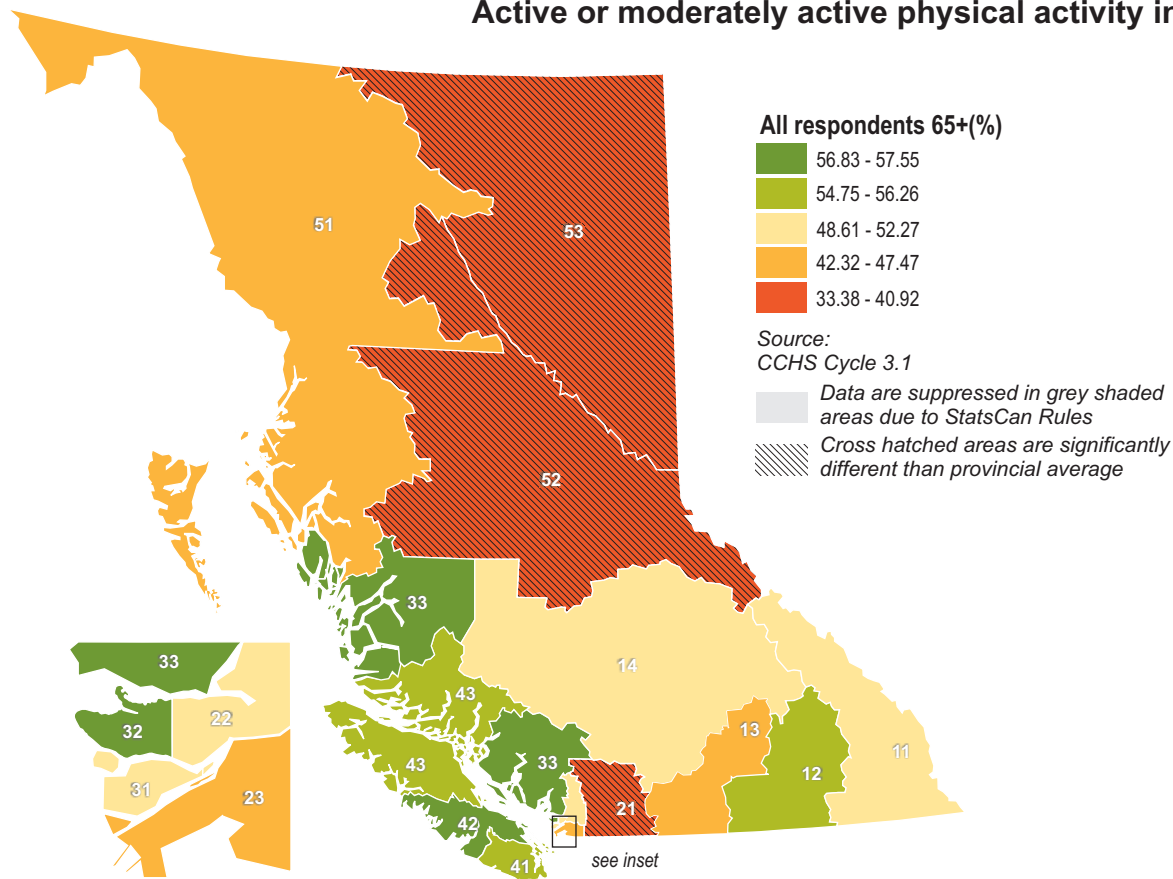 Active or moderately active physical activity in
All respondents 65+(%)
56.83 - 57.55
54.75 - 56.26
48.61 - 52.27
42.32 - 47.47
33.38 - 40.92
Source:
CCHS Cycle 3.1
Data are suppressed in grey shaded
areas due to StatsCan Rules
Cross hatched areas are significantly
different than provincial average
51
53
52
33
14
43
13
11
12
43
33
21
42
41
see inset
33
32
22
31
23